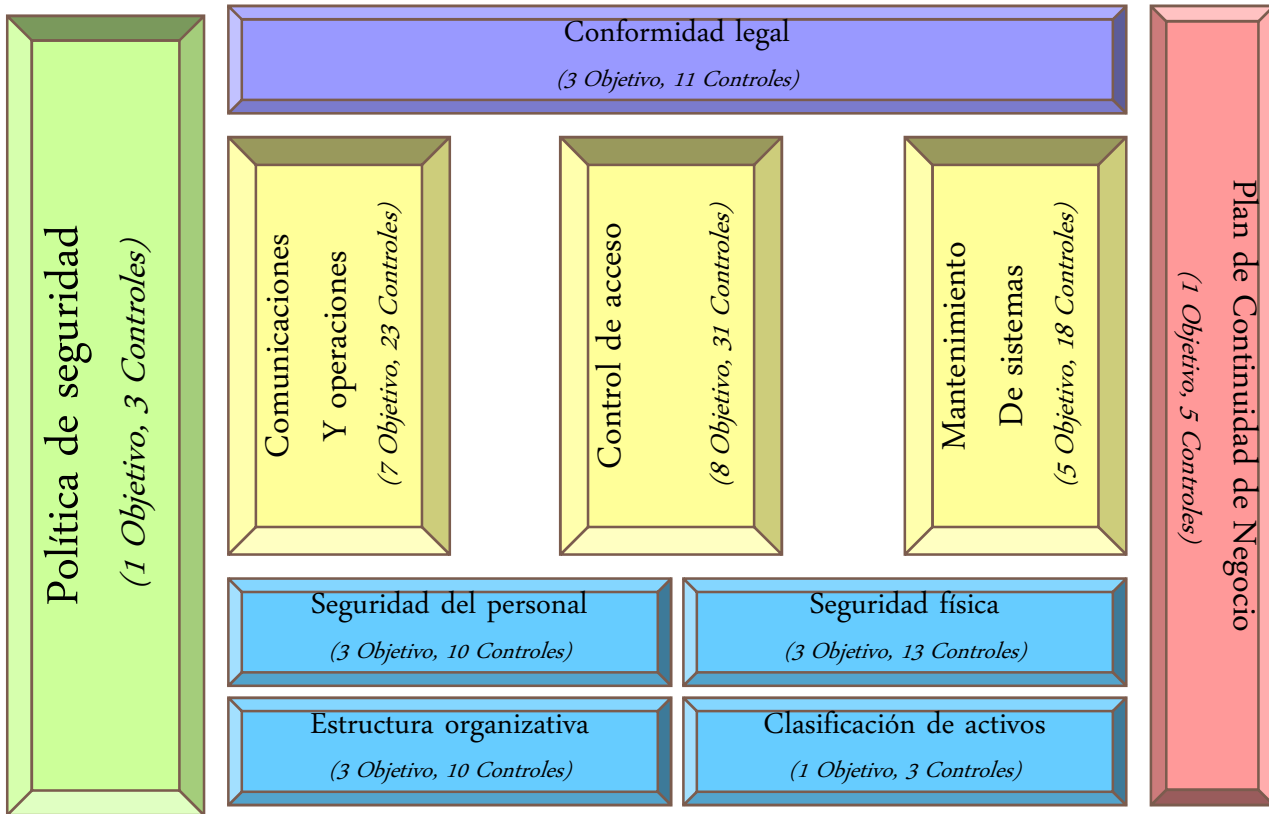 Política de seguridad
(1 Objetivo, 3 Controles)
Conformidad legal
(3 Objetivo, 11 Controles)
Comunicaciones
Y operaciones
(7 Objetivo, 23 Controles)
Control de acceso
(8 Objetivo, 31 Controles)
Mantenimiento
De sistemas
(5 Objetivo, 18 Controles)
Seguridad del personal
(3 Objetivo, 10 Controles)
Seguridad física
(3 Objetivo, 13 Controles)
Estructura organizativa
(3 Objetivo, 10 Controles)
Clasificación de activos
(1 Objetivo, 3 Controles)
Plan de Continuidad de Negocio
(1 Objetivo, 5 Controles)